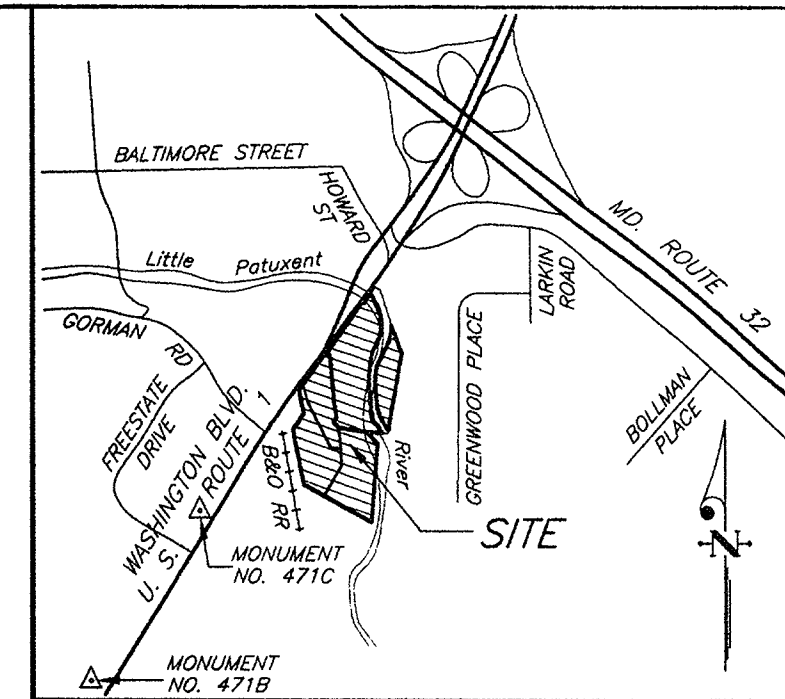 BALTIMORE STREET
HOWARD
ST
MD. ROUTE 32
Little Patuxent
LARKIN
ROAD
GORMAN
RD
GREENWOOD PLACE
FREESTATE
DRIVE
WASHINGTON BLVD.
U. S. ROUTE 1
BOLLMAN
PLACE
River
B&O RR
SITE
N
MONUMENT
NO. 471C
MONUMENT
NO. 471B